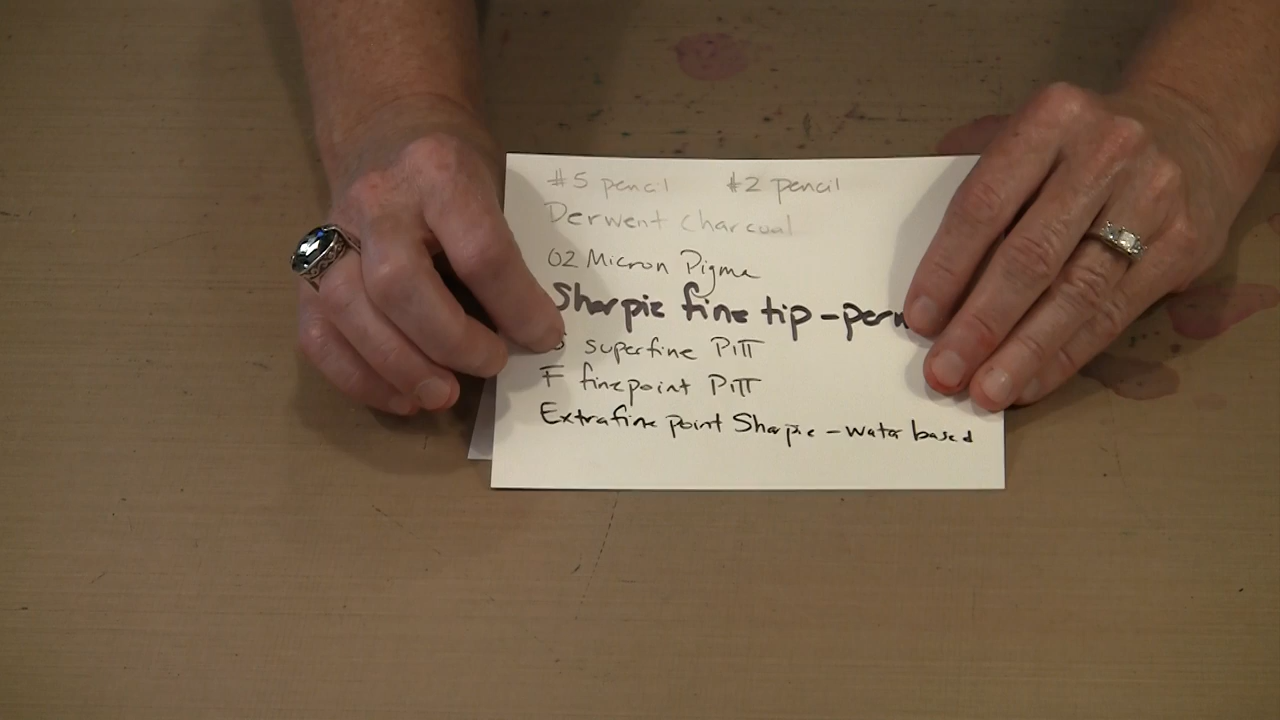 #5 pencil #2 pencil
Derwent Charcoal
02 Micron Pigma
Sharpie fine tip - perm
S superfine PITT
F finepoint PITT
Extrafine point Sharpie - water based